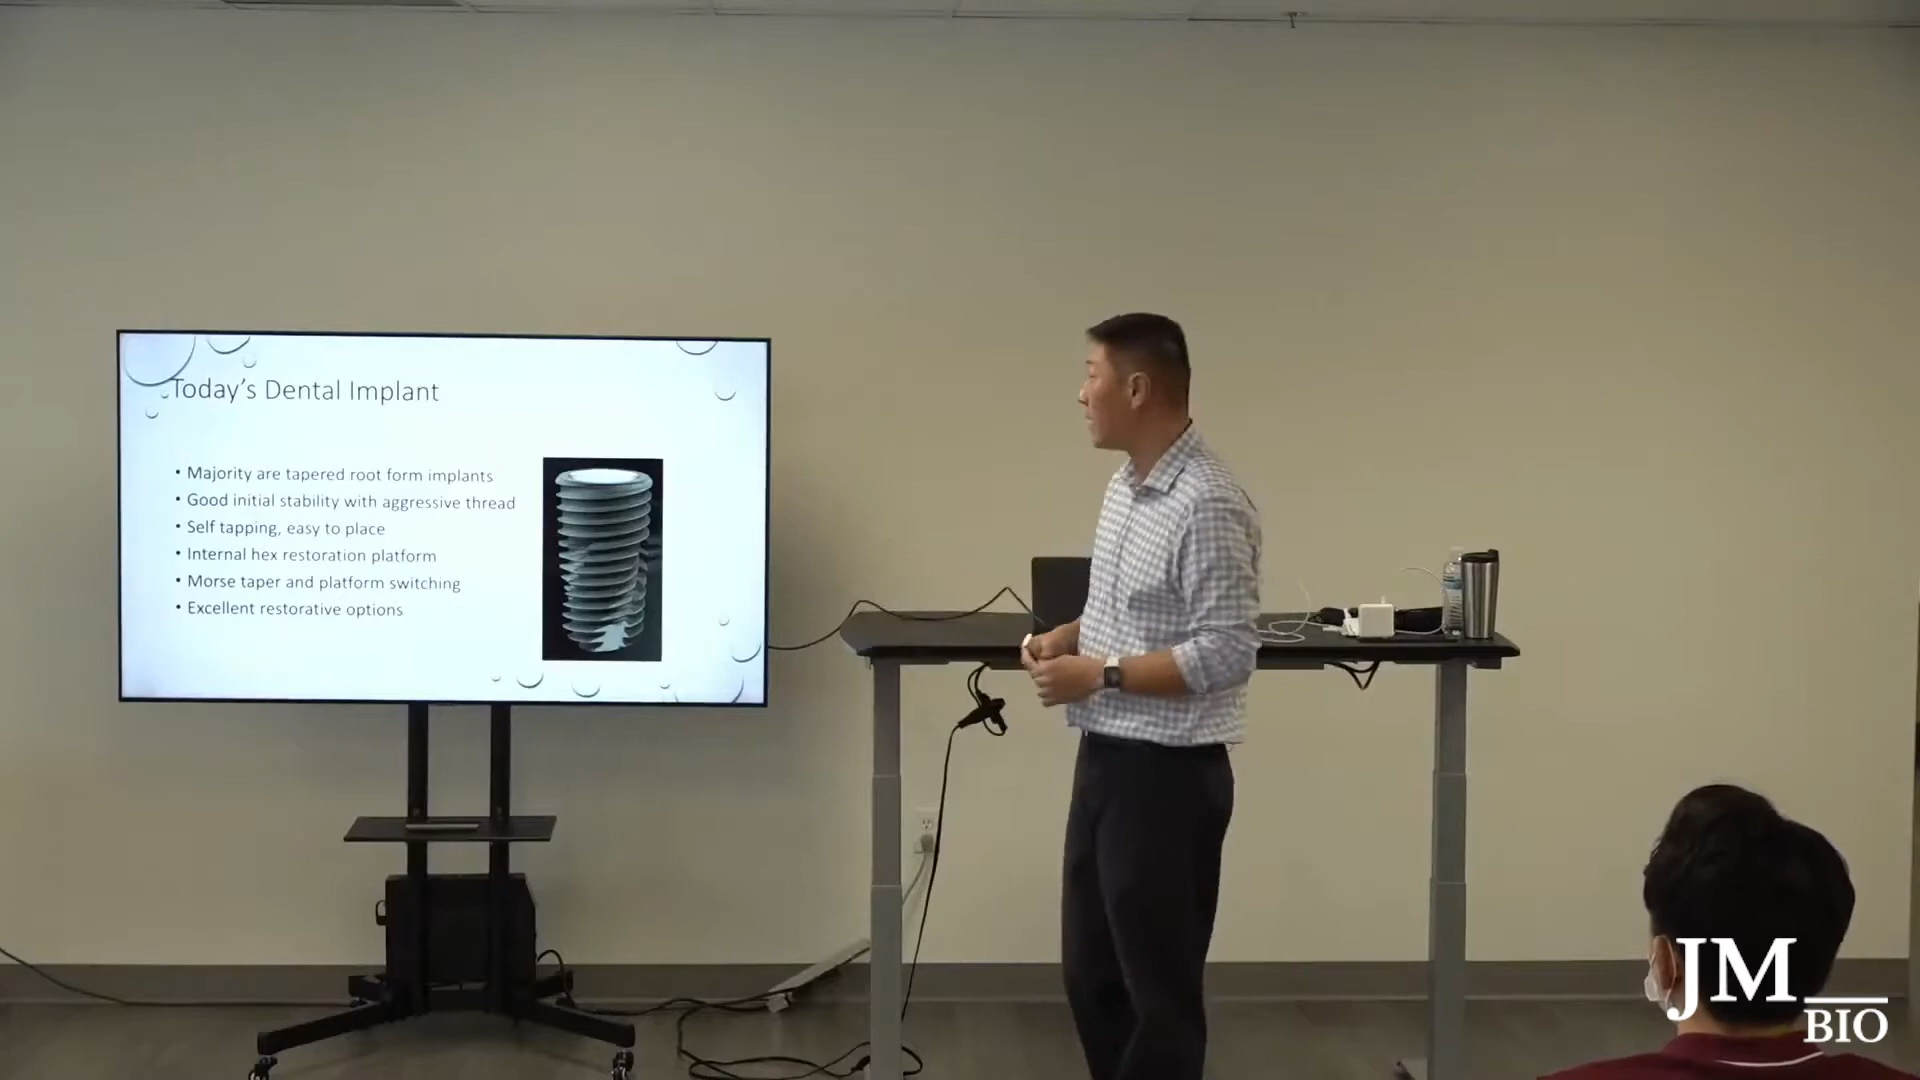 Today's Dental Implant
• Majority are tapered root form implants
• Good initial stability with aggressive thread
• Self tapping, easy to place
• Internal hex restoration platform
• Morse taper and platform switching
• Excellent restorative options
JM
BIO